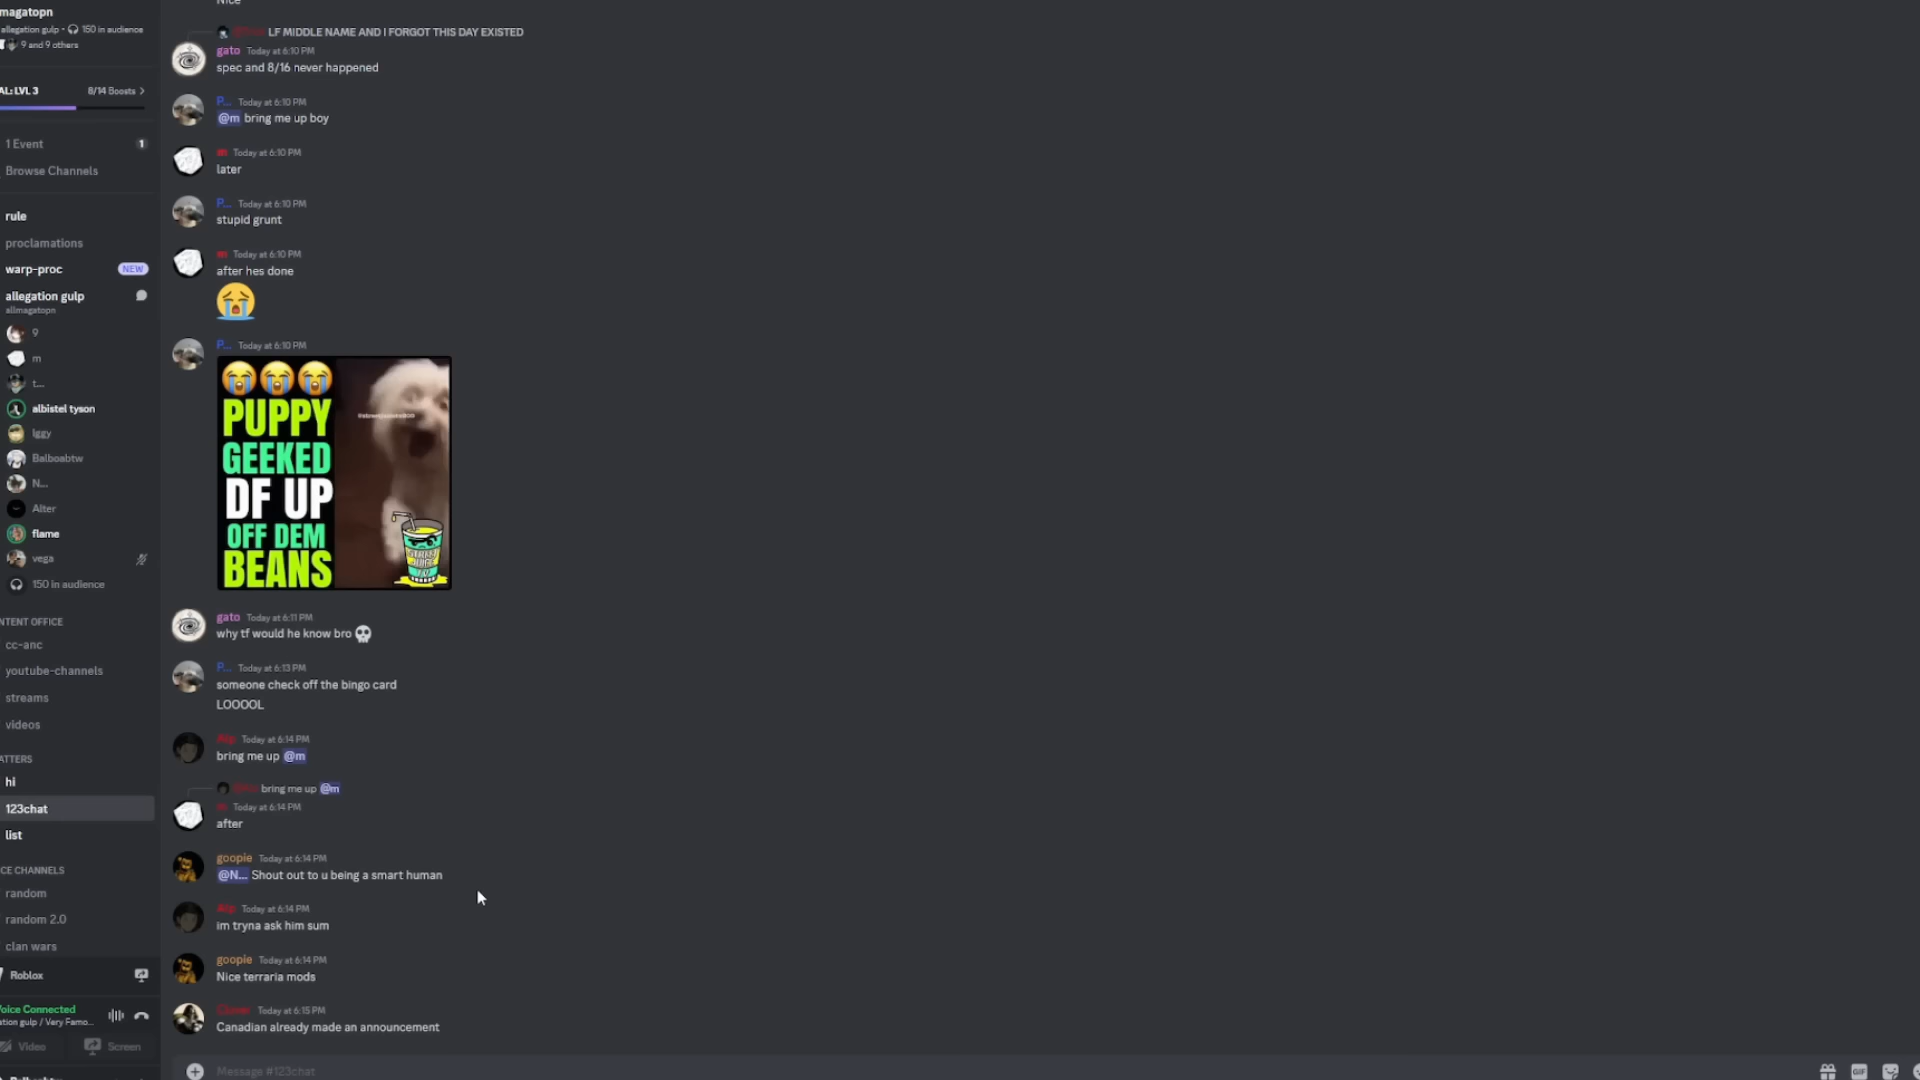 magatopn
allegation gulp - 150 in audience
9 and 9 others
AL: LVL 3
8/14 Boosts
1 Event
1
Browse Channels
rule
proclamations
warp-proc
NEW
allegation gulp
allmagatopn
9
m
t...
albistel tyson
Iggy
Balboabtw
N...
Alter
flame
vega
150 in audience
NTENT OFFICE
cc-anc
youtube-channels
streams
videos
ATTERS
hi
123chat
list
CE CHANNELS
random
random 2.0
clan wars
Roblox
Voice Connected
ation gulp / Very Famo...
Video
Screen
Nice
LF MIDDLE NAME AND I FORGOT THIS DAY EXISTED
gato Today at 6:10 PM
spec and 8/16 never happened
P... Today at 6:10 PM
@m bring me up boy
m Today at 6:10 PM
later
P... Today at 6:10 PM
stupid grunt
m Today at 6:10 PM
after hes done
P... Today at 6:10 PM
PUPPY
GEEKED
DF UP
OFF DEM
BEANS
gato Today at 6:11 PM
why tf would he know bro
P... Today at 6:13 PM
someone check off the bingo card
LOOOOL
Today at 6:14 PM
bring me up @m
bring me up @m
m Today at 6:14 PM
after
goopie Today at 6:14 PM
@N... Shout out to u being a smart human
Today at 6:14 PM
im tryna ask him sum
goopie Today at 6:14 PM
Nice terraria mods
Today at 6:15 PM
Canadian already made an announcement
Message #123chat
GIF